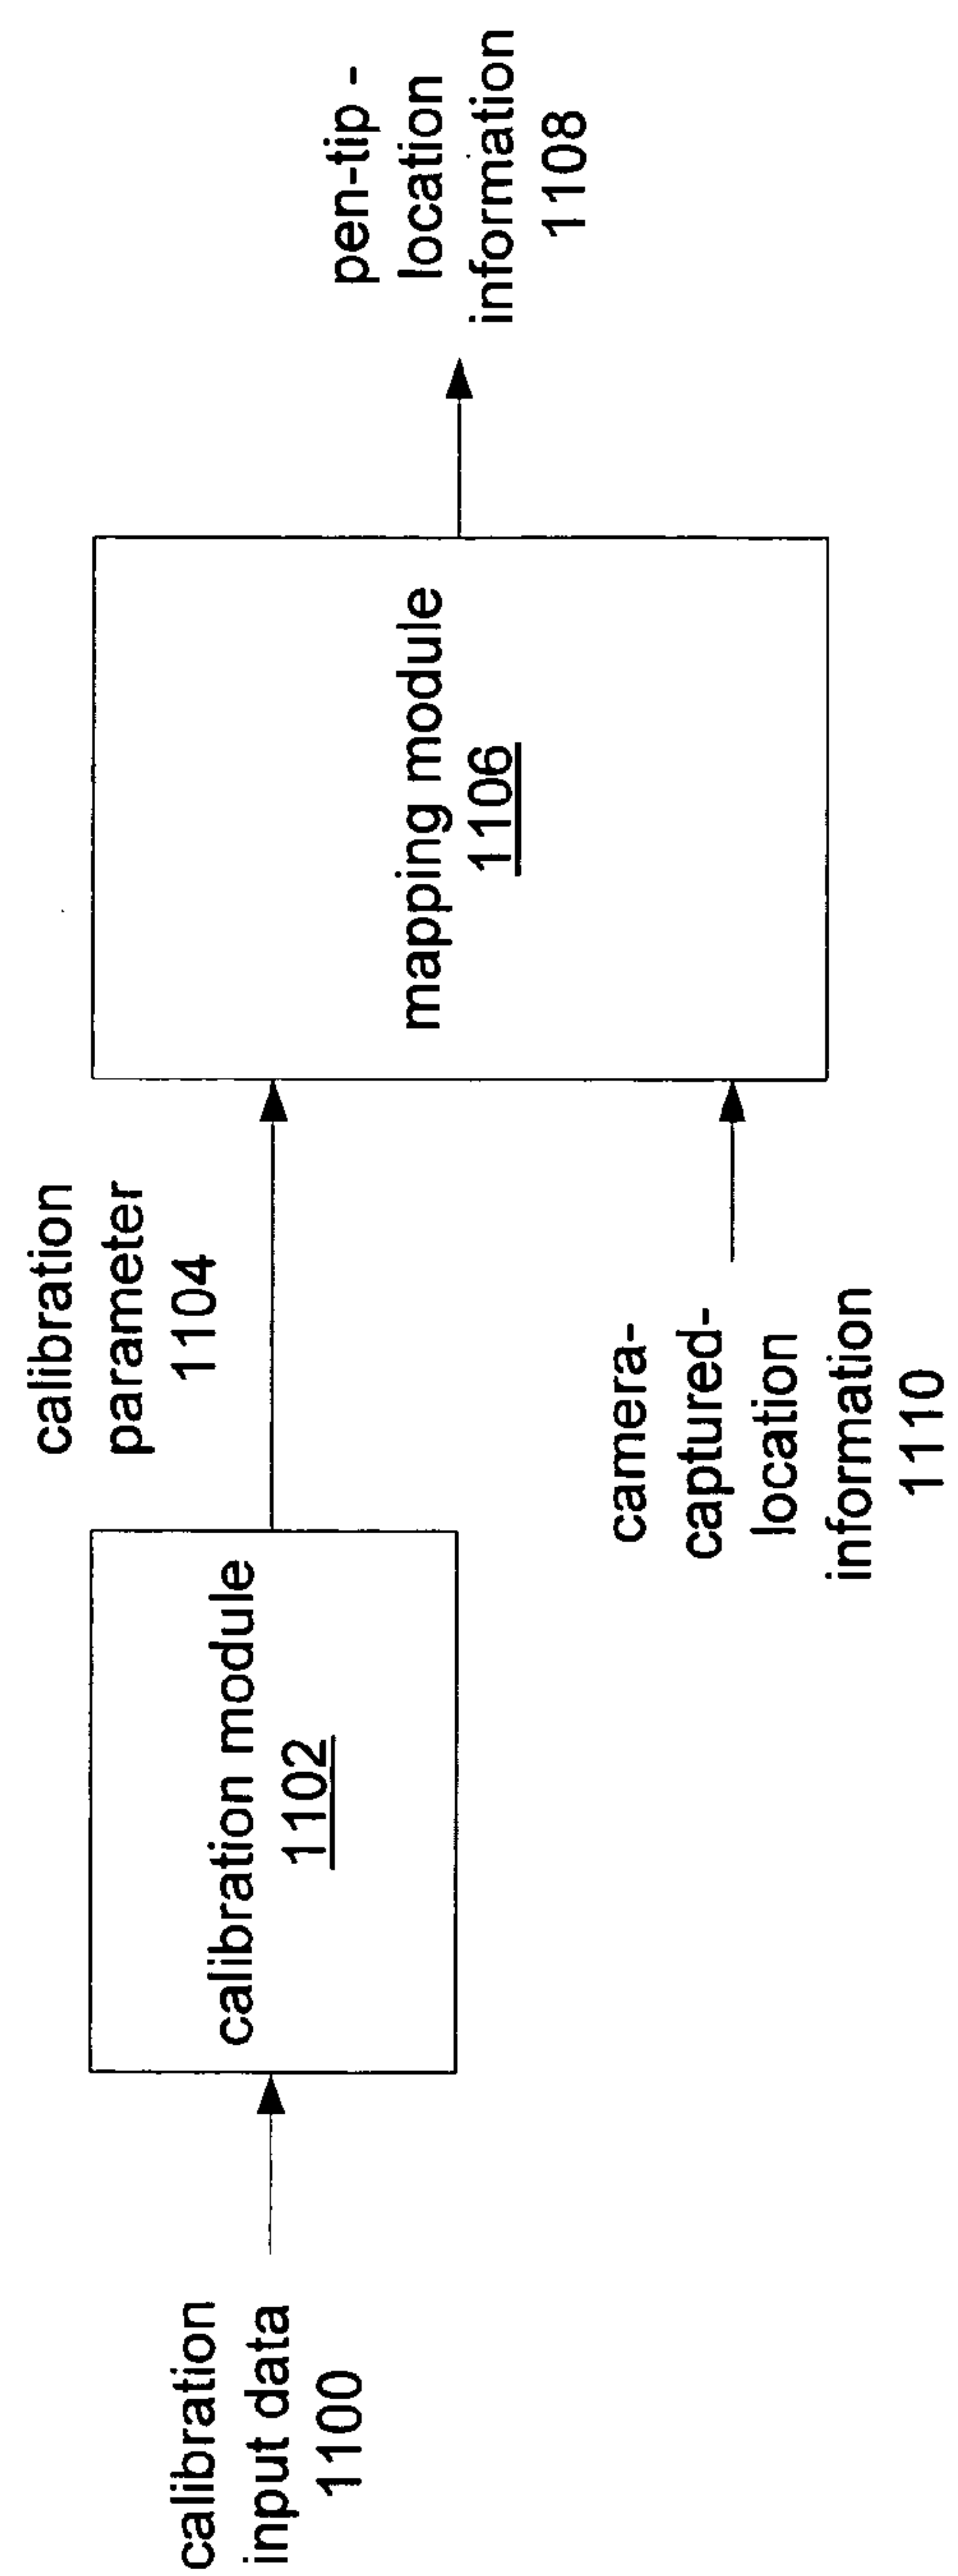 calibration
input data
1100
calibration module
1102
calibration
parameter
1104
camera-
captured-
location
information
1110
mapping module
1106
pen-tip -
location
information
1108